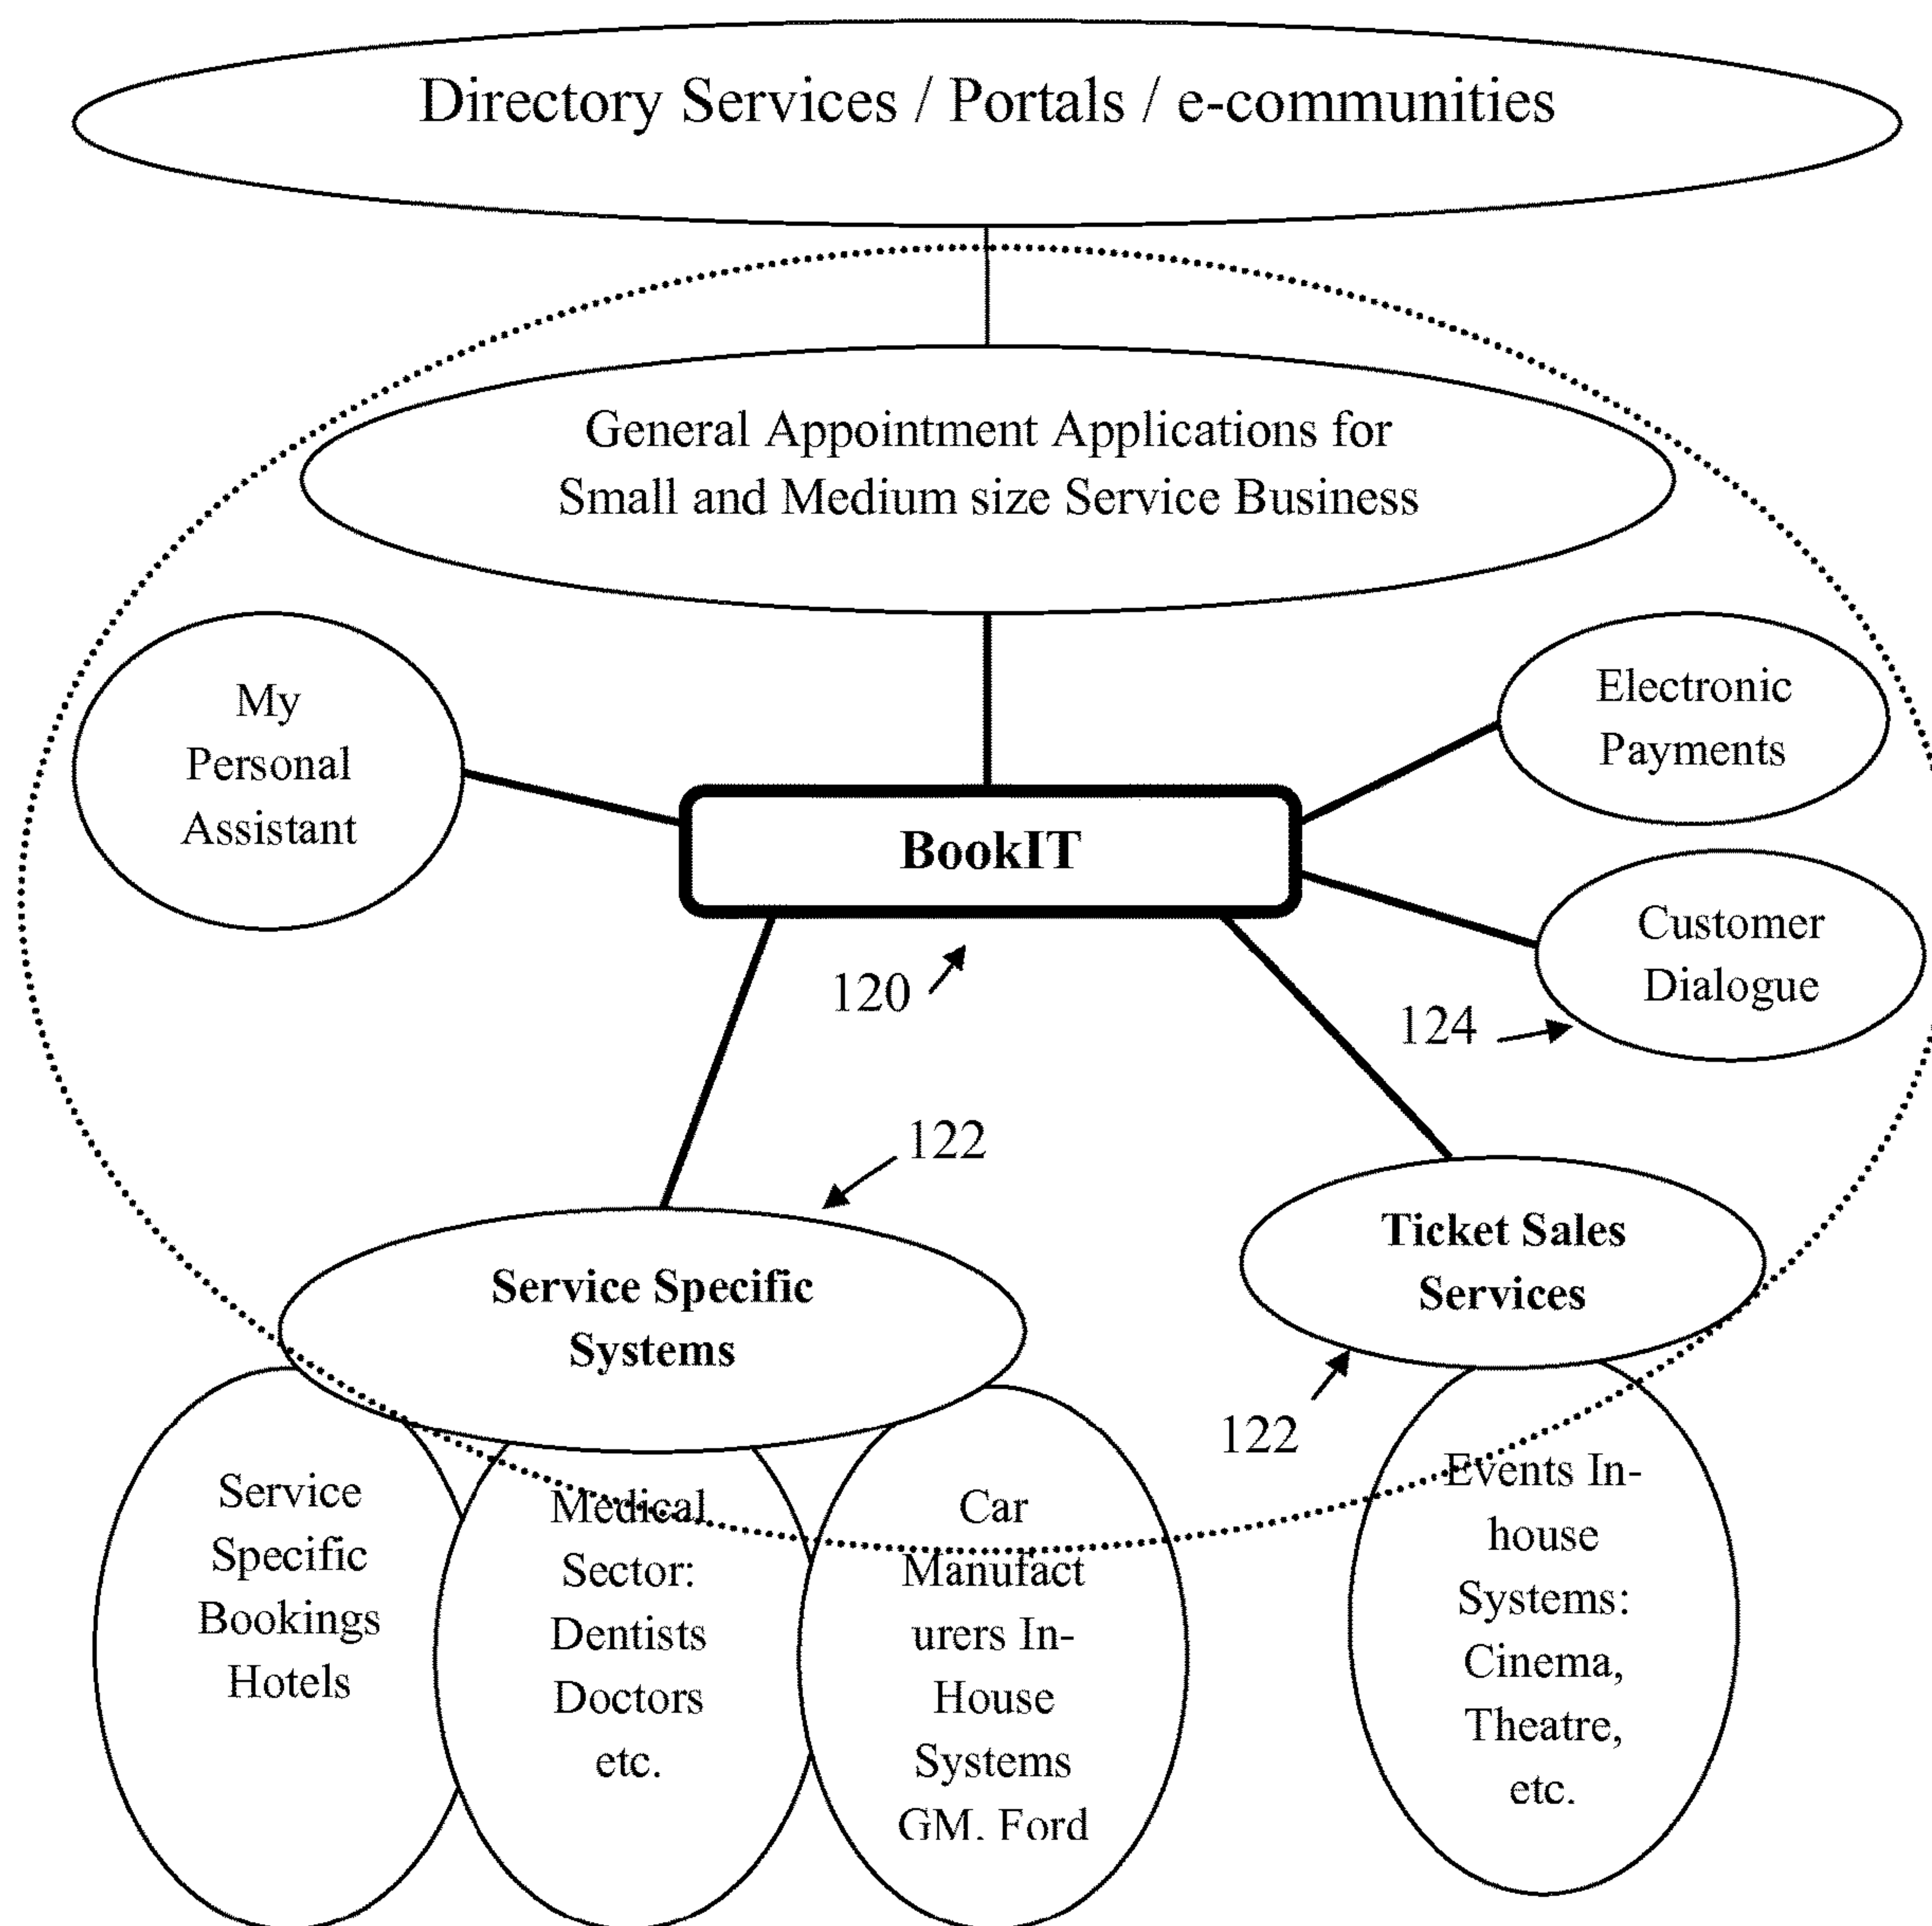 Directory Services / Portals / e-communities
General Appointment Applications for
Small and Medium size Service Business
My
Personal
Assistant
Electronic
Payments
BookIT
Customer
Dialogue
120
124
122
Service Specific
Systems
Ticket Sales
Services
122
Service
Specific
Bookings
Hotels
Medical
Sector:
Dentists
Doctors
etc.
Car
Manufact
urers In-
House
Systems
GM. Ford
Events In-
house
Systems:
Cinema,
Theatre,
etc.